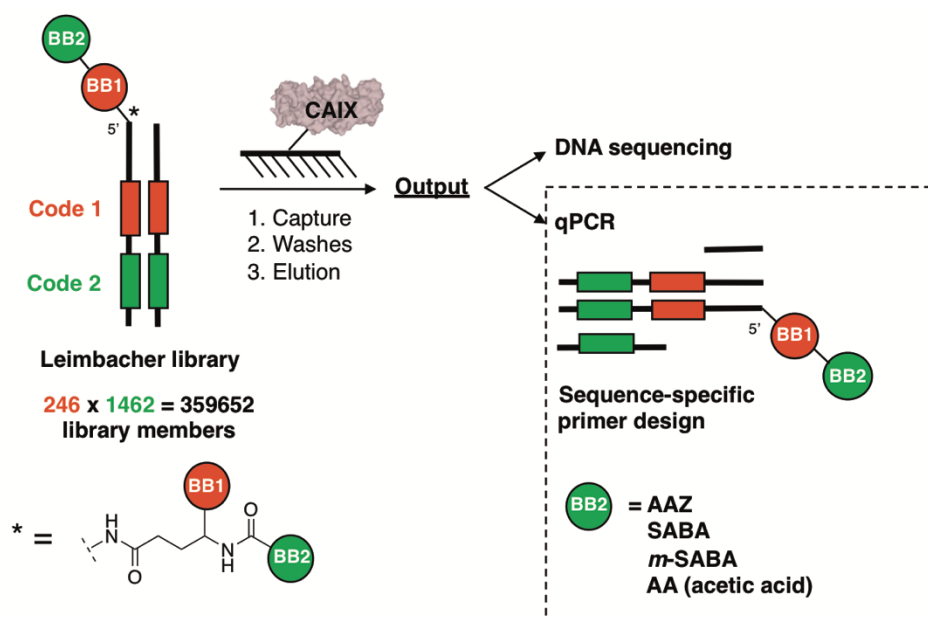 BB2
BB1
*
5'
Code 1
Code 2
Leimbacher library
246 x 1462 = 359652
library members
* =
BB1
H
N
O
N
H
O
BB2
CAIX
1. Capture
2. Washes
3. Elution
Output
DNA sequencing
qPCR
5'
BB1
BB2
Sequence-specific
primer design
BB2 = AAZ
SABA
m-SABA
AA (acetic acid)